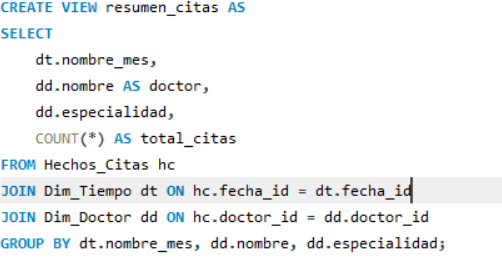 CREATE VIEW resumen_citas AS
SELECT
    dt.nombre_mes,
    dd.nombre AS doctor,
    dd.especialidad,
    COUNT(*) AS total_citas
FROM Hechos_Citas hc
JOIN Dim_Tiempo dt ON hc.fecha_id = dt.fecha_id
JOIN Dim_Doctor dd ON hc.doctor_id = dd.doctor_id
GROUP BY dt.nombre_mes, dd.nombre, dd.especialidad;